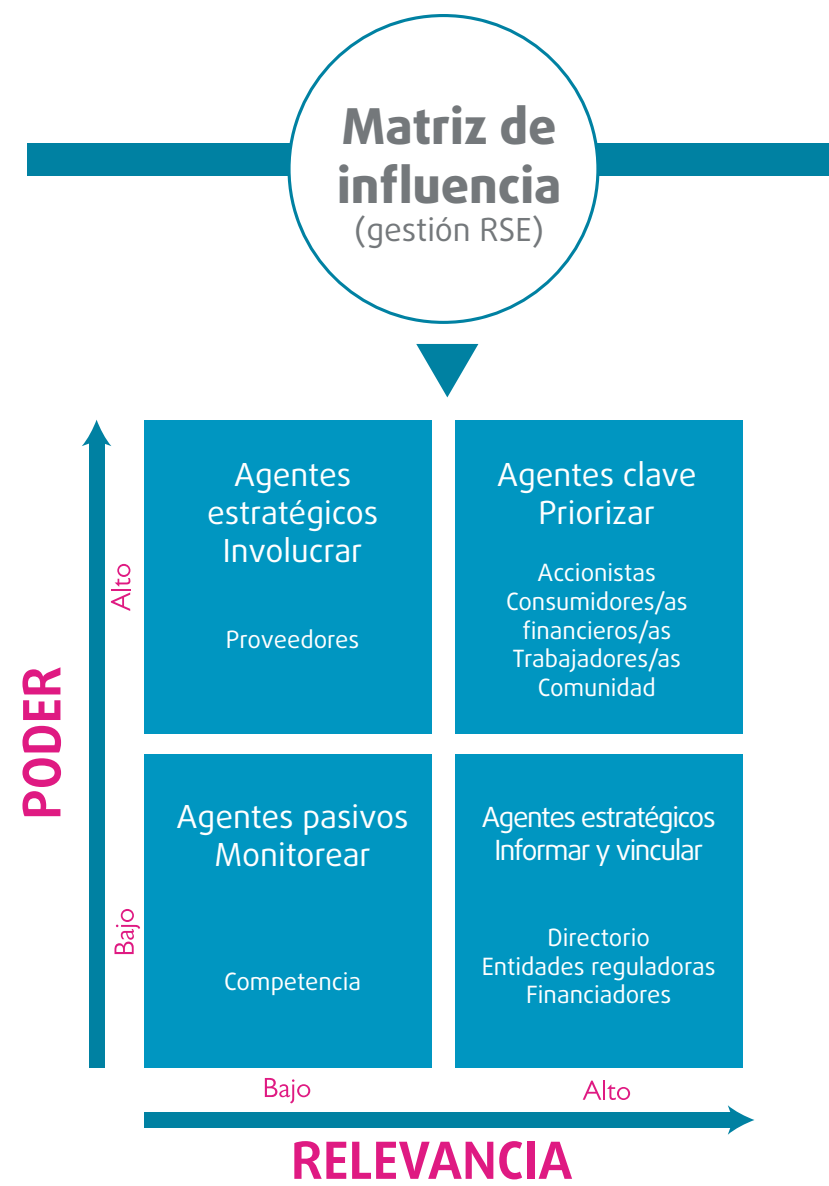 Matriz de
influencia
(gestión RSE)
Agentes
estratégicos
Involucrar
Proveedores
Agentes clave
Priorizar
Accionistas
Consumidores/as
financieros/as
Trabajadores/as
Comunidad
Alto
PODER
Agentes pasivos
Monitorear
Competencia
Agentes estratégicos
Informar y vincular
Directorio
Entidades reguladoras
Financiadores
Bajo
Bajo
Alto
RELEVANCIA